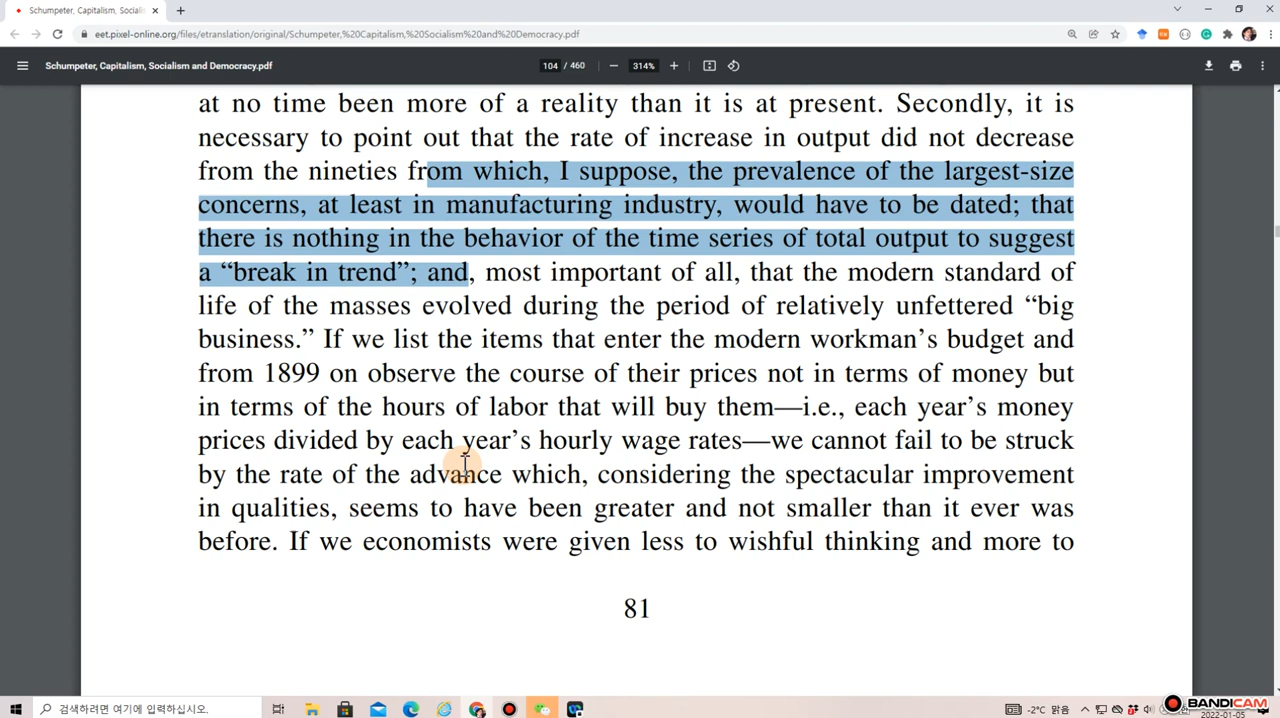 Schumpeter, Capitalism, Sociali
eet.pixel-online.org/files/etranslation/original/Schumpeter,%20Capitalism,%20Socialism%20and%20Democracy.pdf
Schumpeter, Capitalism, Socialism and Democracy.pdf
104 / 460
314%
at no time been more of a reality than it is at present. Secondly, it is
necessary to point out that the rate of increase in output did not decrease
from the nineties from which, I suppose, the prevalence of the largest-size
concerns, at least in manufacturing industry, would have to be dated; that
there is nothing in the behavior of the time series of total output to suggest
a “break in trend”; and, most important of all, that the modern standard of
life of the masses evolved during the period of relatively unfettered “big
business.” If we list the items that enter the modern workman’s budget and
from 1899 on observe the course of their prices not in terms of money but
in terms of the hours of labor that will buy them—i.e., each year’s money
prices divided by each year’s hourly wage rates—we cannot fail to be struck
by the rate of the advance which, considering the spectacular improvement
in qualities, seems to have been greater and not smaller than it ever was
before. If we economists were given less to wishful thinking and more to
81
검색하려면 여기에 입력하십시오.
-2°C 맑음
BANDICAM
2022-01-05